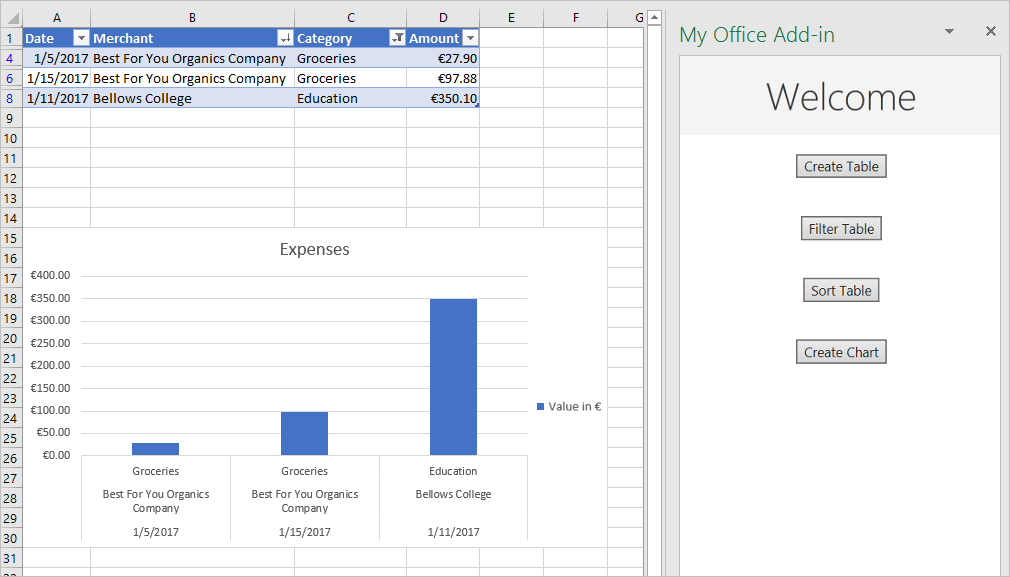 A B C D E F G
1 Date Merchant Category Amount
4 1/5/2017 Best For You Organics Company Groceries €27.90
6 1/15/2017 Best For You Organics Company Groceries €97.88
8 1/11/2017 Bellows College Education €350.10
9
10
11
12
13
14
15
16
17
18
19
20
21
22
23
24
25
26
27
28
29
30
31
Expenses
€400.00
€350.00
€300.00
€250.00
€200.00
€150.00
€100.00
€50.00
€0.00
Value in €
Groceries Groceries Education
Best For You Organics Best For You Organics Bellows College
Company Company
1/5/2017 1/15/2017 1/11/2017
My Office Add-in
Welcome
Create Table
Filter Table
Sort Table
Create Chart